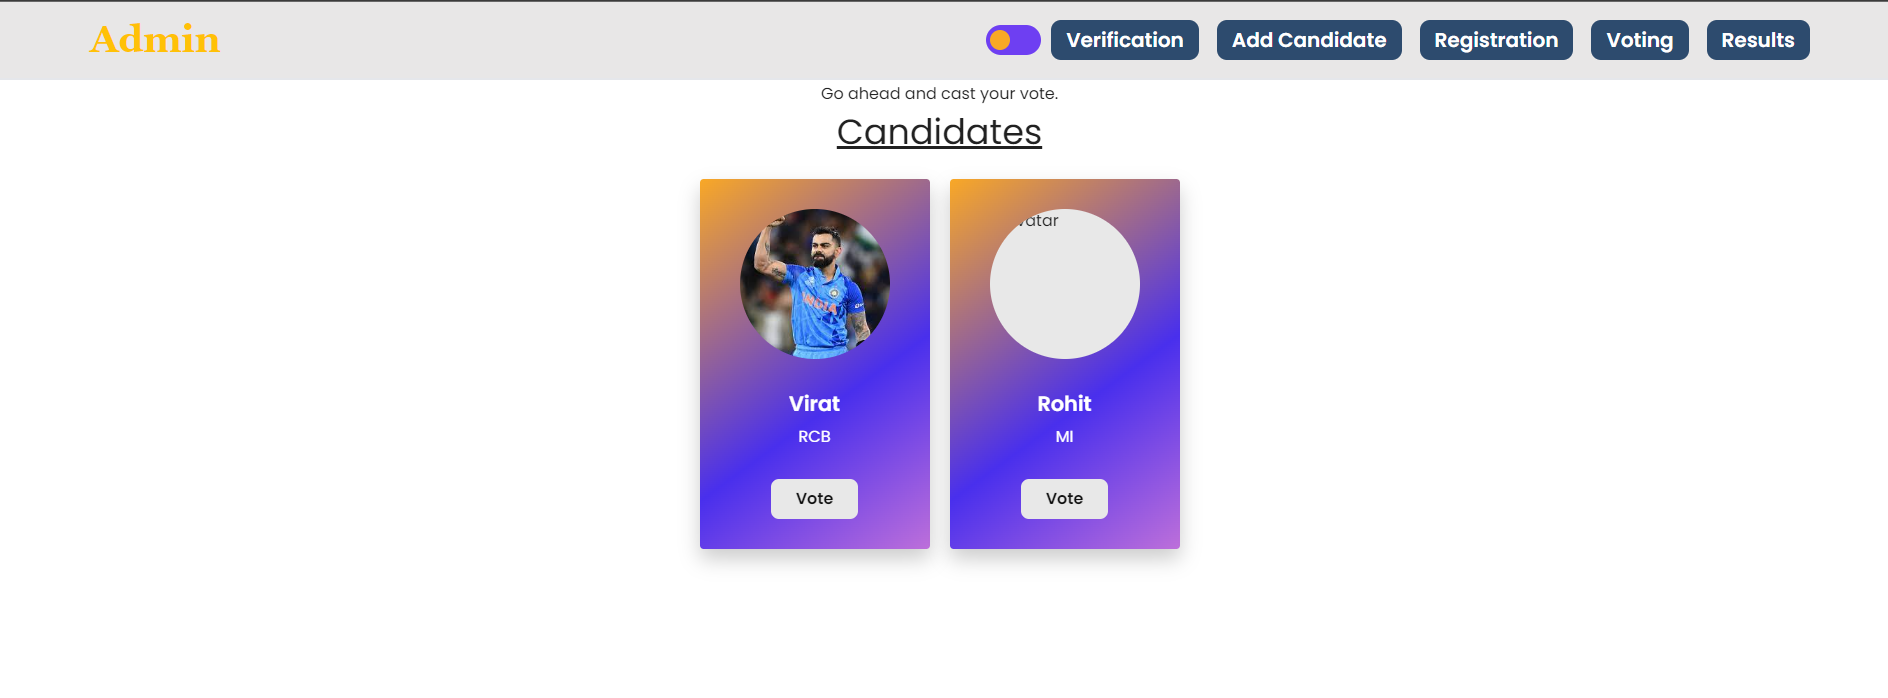 Admin
Verification
Add Candidate
Registration
Voting
Results
Go ahead and cast your vote.
Candidates
INDIA
vatar
Virat
RCB
Vote
Rohit
MI
Vote